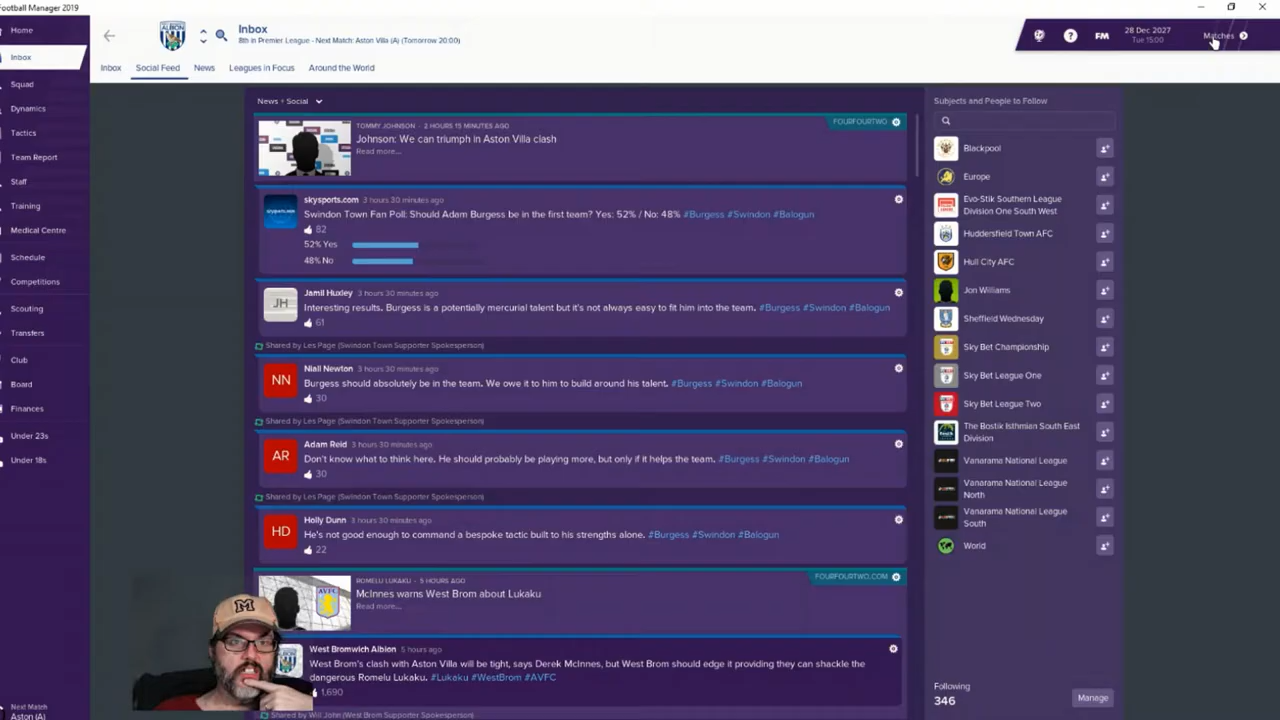 Football Manager 2019
Home
Inbox
Squad
Dynamics
Tactics
Team Report
Staff
Training
Medical Centre
Schedule
Competitions
Scouting
Transfers
Club
Board
Finances
Under 23s
Under 18s
Next Match
Aston (A)
ALBION
Inbox
8th in Premier League - Next Match: Aston Villa (A) (Tomorrow 20:00)
FM
28 Dec 2027
Tue 15:00
Matches
Inbox
Social Feed
News
Leagues in Focus
Around the World
News + Social
TOMMY JOHNSON - 2 HOURS 15 MINUTES AGO
FOURFOURTWO
Johnson: We can triumph in Aston Villa clash
Read more...
skysports.com 3 hours 30 minutes ago
Swindon Town Fan Poll: Should Adam Burgess be in the first team? Yes: 52% / No: 48% #Burgess #Swindon #Balogun
82
52% Yes
48% No
JH
Jamil Huxley 3 hours 30 minutes ago
Interesting results. Burgess is a potentially mercurial talent but it's not always easy to fit him into the team. #Burgess #Swindon #Balogun
61
Shared by Les Page (Swindon Town Supporter Spokesperson)
NN
Niall Newton 3 hours 30 minutes ago
Burgess should absolutely be in the team. We owe it to him to build around his talent. #Burgess #Swindon #Balogun
30
Shared by Les Page (Swindon Town Supporter Spokesperson)
AR
Adam Reid 3 hours 30 minutes ago
Don't know what to think here. He should probably be playing more, but only if it helps the team. #Burgess #Swindon #Balogun
30
Shared by Les Page (Swindon Town Supporter Spokesperson)
HD
Holly Dunn 3 hours 30 minutes ago
He's not good enough to command a bespoke tactic built to his strengths alone. #Burgess #Swindon #Balogun
22
ROMELU LUKAKU - 5 HOURS AGO
FOURFOURTWO.COM
McInnes warns West Brom about Lukaku
Read more...
AVFC
West Bromwich Albion 5 hours ago
West Brom's clash with Aston Villa will be tight, says Derek McInnes, but West Brom should edge it providing they can shackle the
dangerous Romelu Lukaku. #Lukaku #WestBrom #AVFC
1,690
Shared by Will John (West Brom Supporter Spokesperson)
M
Subjects and People to Follow
Blackpool
Europe
Evo-Stik Southern League
Division One South West
Huddersfield Town AFC
Hull City AFC
Jon Williams
Sheffield Wednesday
Sky Bet Championship
Sky Bet League One
Sky Bet League Two
The Bostik Isthmian South East
Division
Vanarama National League
Vanarama National League
North
Vanarama National League
South
World
Following
346
Manage